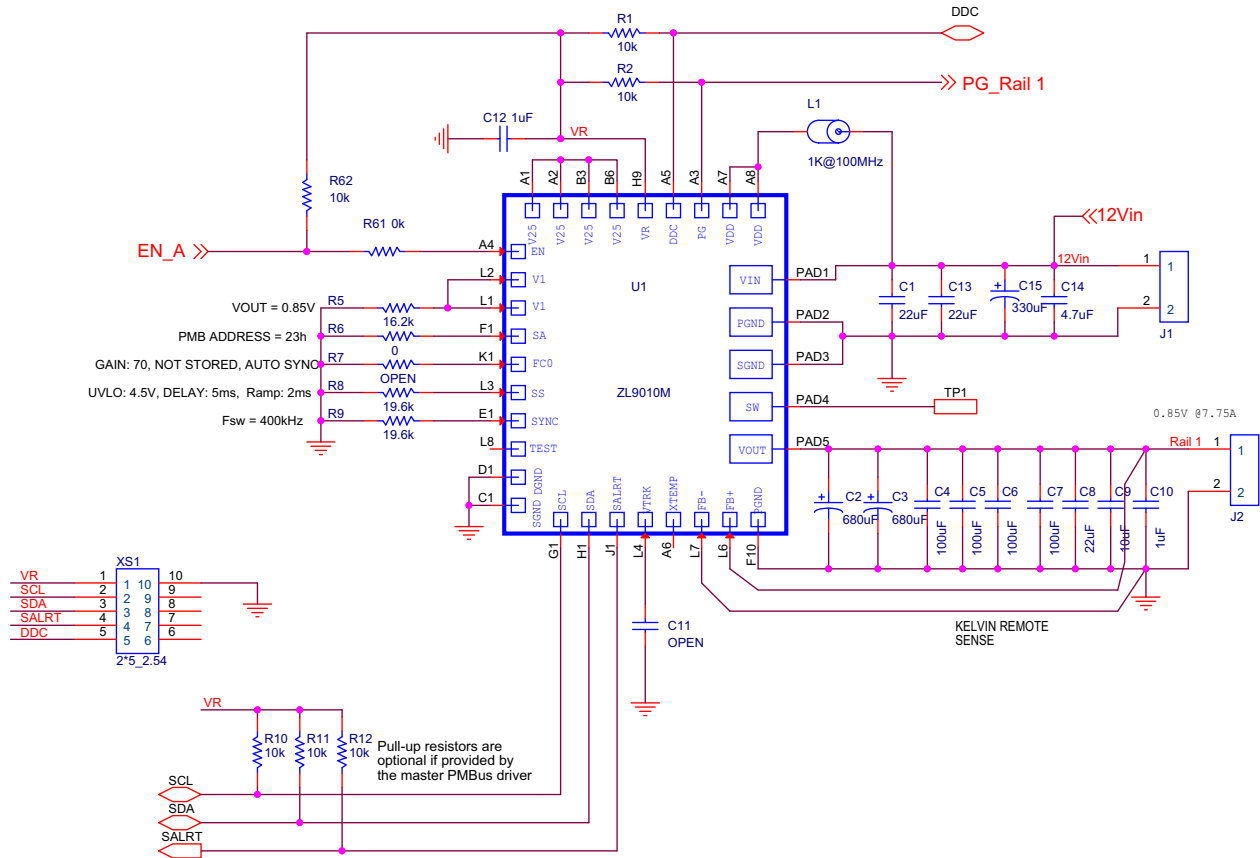 R1
10k
DDC
R2
10k
PG_Rail 1
C12 1uF
VR
L1
1K@100MHz
R62
10k
A1
A2
B3
B6
H9
A5
A3
A7
A8
V25
V25
V25
V25
VR
DDC
PG
VDD
VDD
EN_A
R61 0k
A4
EN
L2
V1
VOUT = 0.85V
R5
16.2k
L1
V1
PMB ADDRESS = 23h
R6
0
F1
SA
GAIN: 70, NOT STORED, AUTO SYNC
R7
OPEN
K1
FC0
UVLO: 4.5V, DELAY: 5ms, Ramp: 2ms
R8
19.6k
L3
SS
Fsw = 400kHz
R9
19.6k
E1
SYNC
L8
TEST
D1
DGND
C1
SGND
U1
ZL9010M
VIN
PAD1
PGND
PAD2
SGND
PAD3
SW
PAD4
TP1
VOUT
PAD5
12Vin
12Vin
C1
22uF
C13
22uF
C15
330uF
C14
4.7uF
1
2
1
2
J1
0.85V @7.75A
Rail 1
1
2
1
2
J2
C2
680uF
C3
680uF
C4
100uF
C5
100uF
C6
100uF
C7
100uF
C8
22uF
C9
10uF
C10
1uF
SCL
SDA
SALRT
VTRK
XTEMP
FB-
FB+
PGND
G1
H1
J1
L4
A6
L7
L6
F10
C11
OPEN
KELVIN REMOTE
SENSE
XS1
VR
1
1
10
10
SCL
2
2
9
9
SDA
3
3
8
8
SALRT
4
4
7
7
DDC
5
5
6
6
2*5_2.54
VR
R10
10k
R11
10k
R12
10k
Pull-up resistors are
optional if provided by
the master PMBus driver
SCL
SDA
SALRT